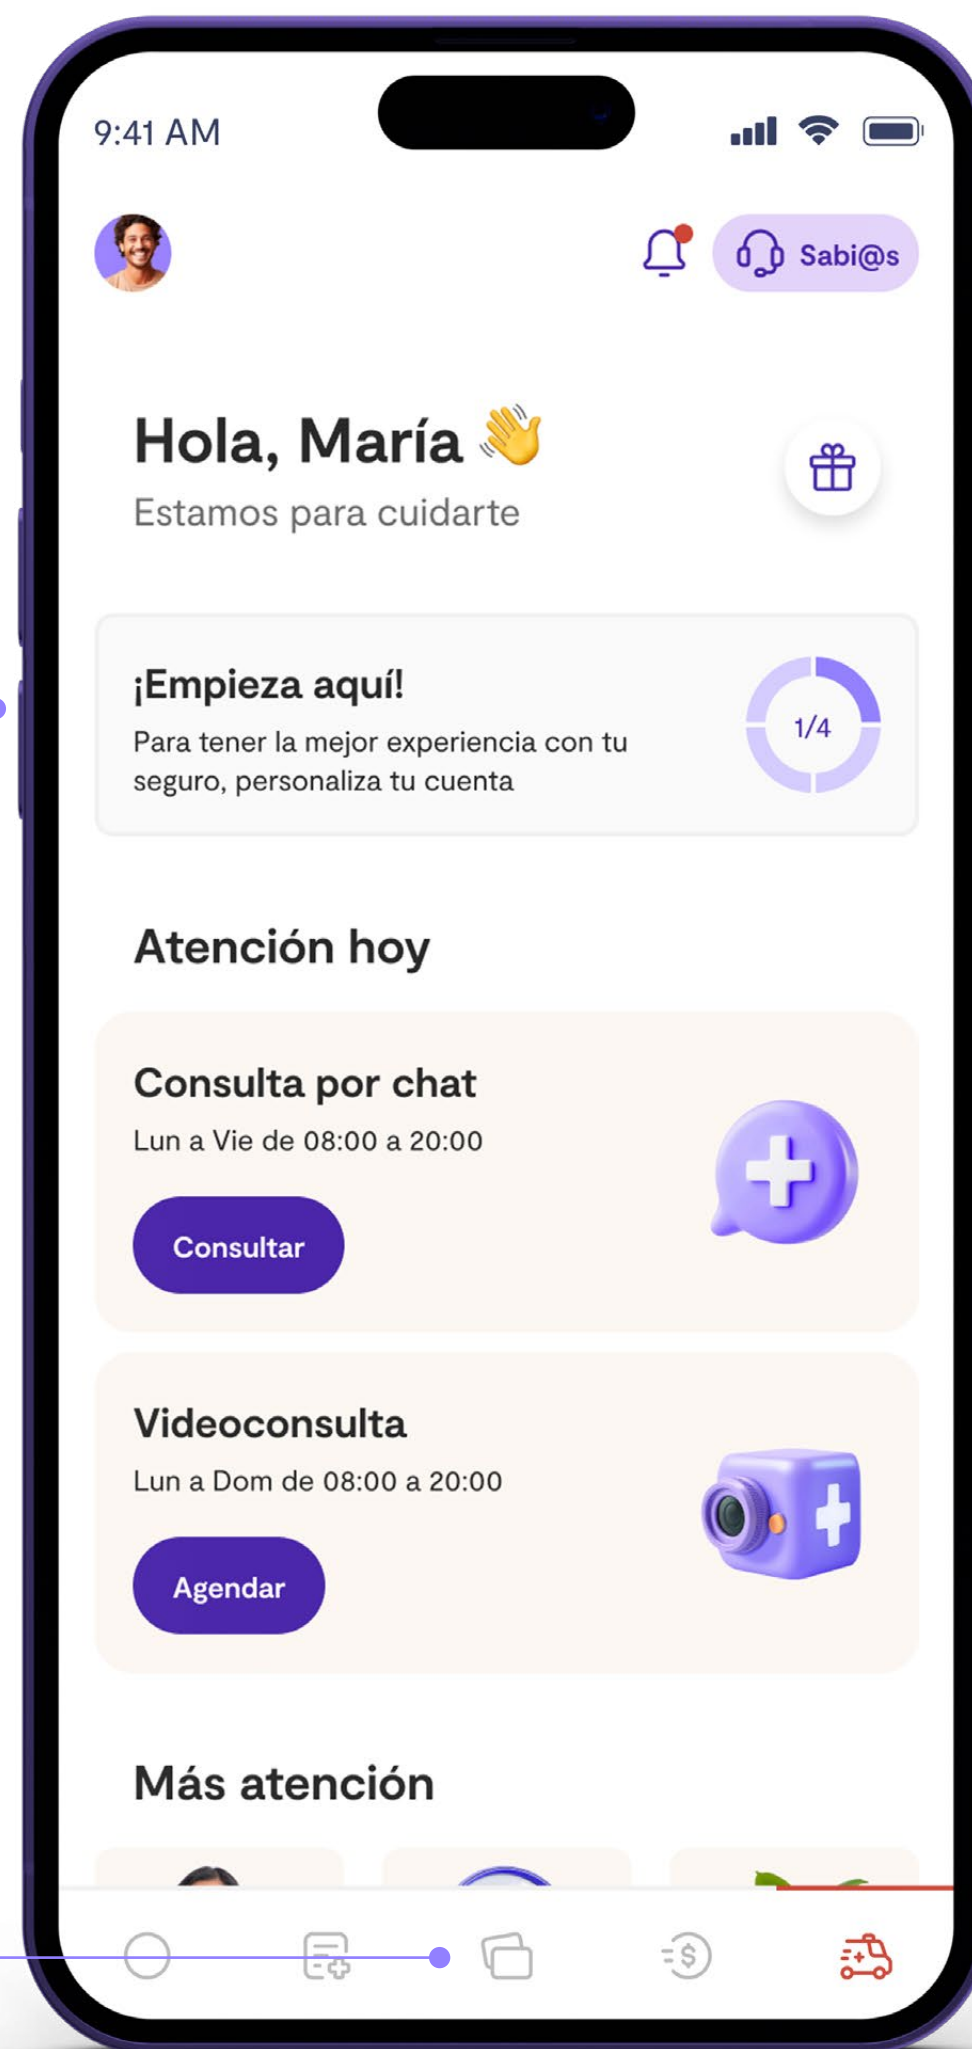 9:41 AM
Sabi@s
Hola, María 👋
Estamos para cuidarte
¡Empieza aquí!
Para tener la mejor experiencia con tu
seguro, personaliza tu cuenta
1/4
Atención hoy
Consulta por chat
Lun a Vie de 08:00 a 20:00
Consultar
Videoconsulta
Lun a Dom de 08:00 a 20:00
Agendar
Más atención